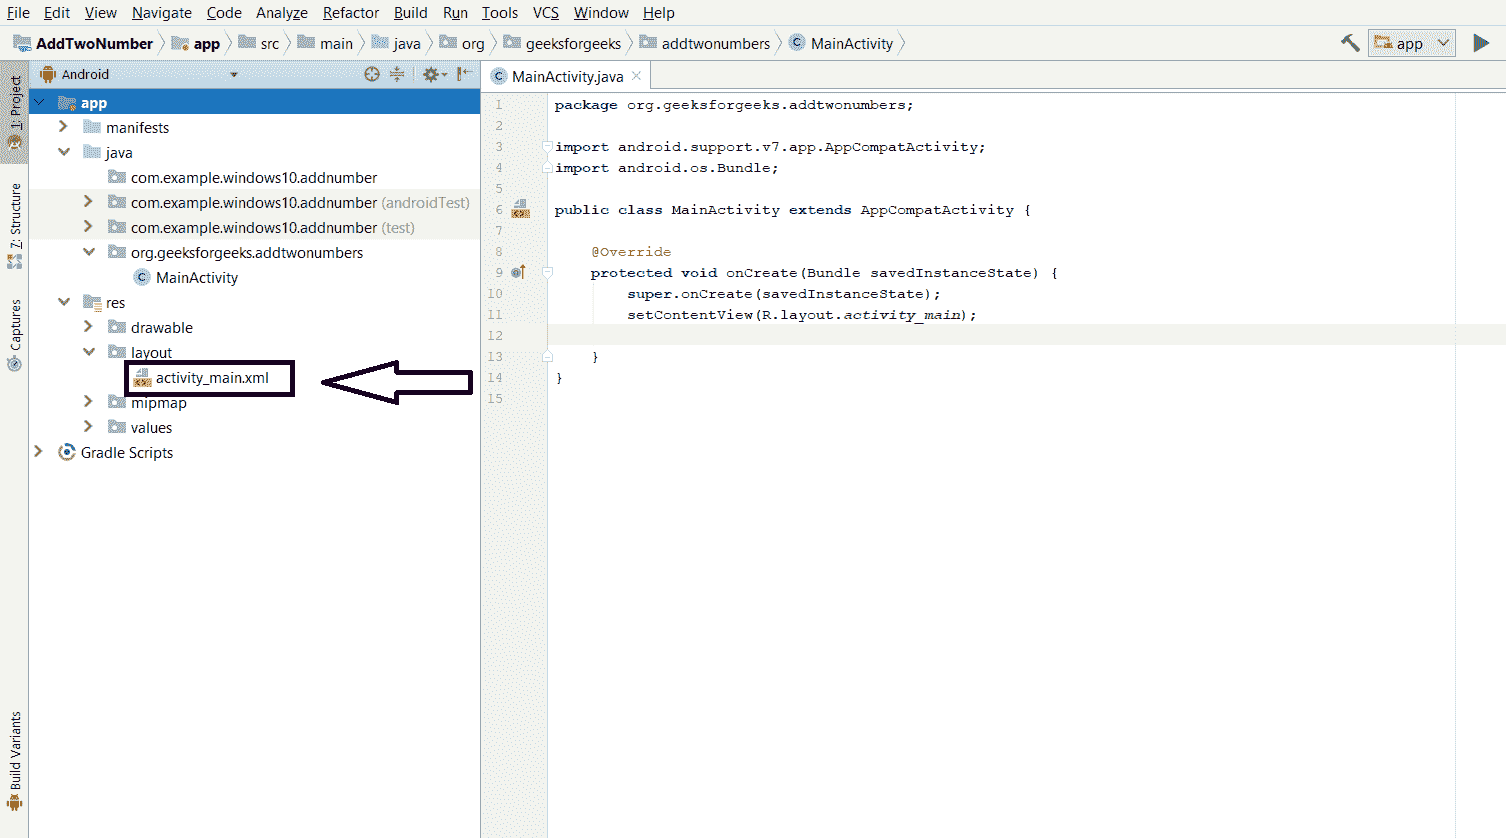 File Edit View Navigate Code Analyze Refactor Build Run Tools VCS Window Help
AddTwoNumber app src main java org geeksforgeeks addtwonumbers C MainActivity app
1: Project
7: Structure
Captures
Build Variants
Android
app
manifests
java
com.example.windows10.addnumber
com.example.windows10.addnumber (androidTest)
com.example.windows10.addnumber (test)
org.geeksforgeeks.addtwonumbers
C MainActivity
res
drawable
layout
activity_main.xml
mipmap
values
Gradle Scripts
C MainActivity.java
1 package org.geeksforgeeks.addtwonumbers;
2
3 import android.support.v7.app.AppCompatActivity;
4 import android.os.Bundle;
5
6 public class MainActivity extends AppCompatActivity {
7
8 @Override
9 protected void onCreate(Bundle savedInstanceState) {
10 super.onCreate(savedInstanceState);
11 setContentView(R.layout.activity_main);
12
13 }
14 }
15